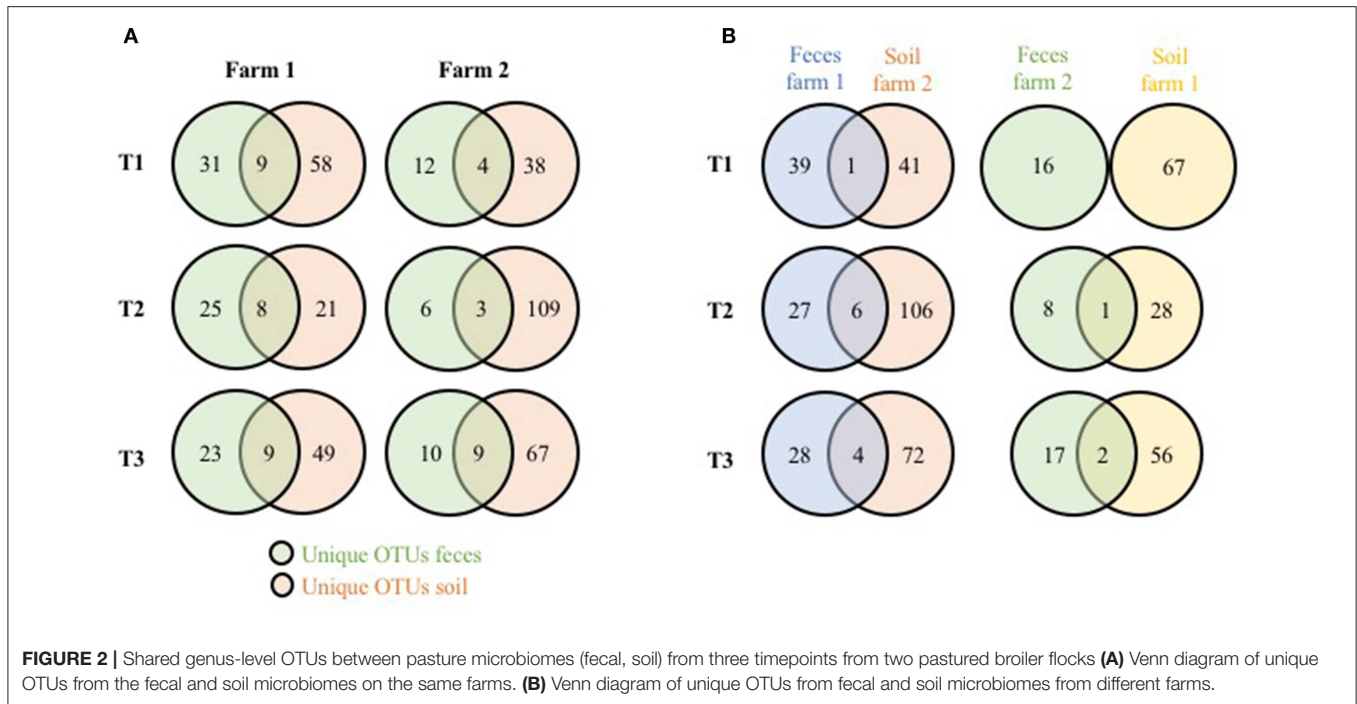 A
B
Farm 1 Farm 2
Feces farm 1 Soil farm 2 Feces farm 2 Soil farm 1
T1 31 9 58 12 4 38
T1 39 1 41 16 67
T2 25 8 21 6 3 109
T2 27 6 106 8 1 28
T3 23 9 49 10 9 67
T3 28 4 72 17 2 56
Unique OTUs feces
Unique OTUs soil
FIGURE 2 | Shared genus-level OTUs between pasture microbiomes (fecal, soil) from three timepoints from two pastured broiler flocks (A) Venn diagram of unique
OTUs from the fecal and soil microbiomes on the same farms. (B) Venn diagram of unique OTUs from fecal and soil microbiomes from different farms.